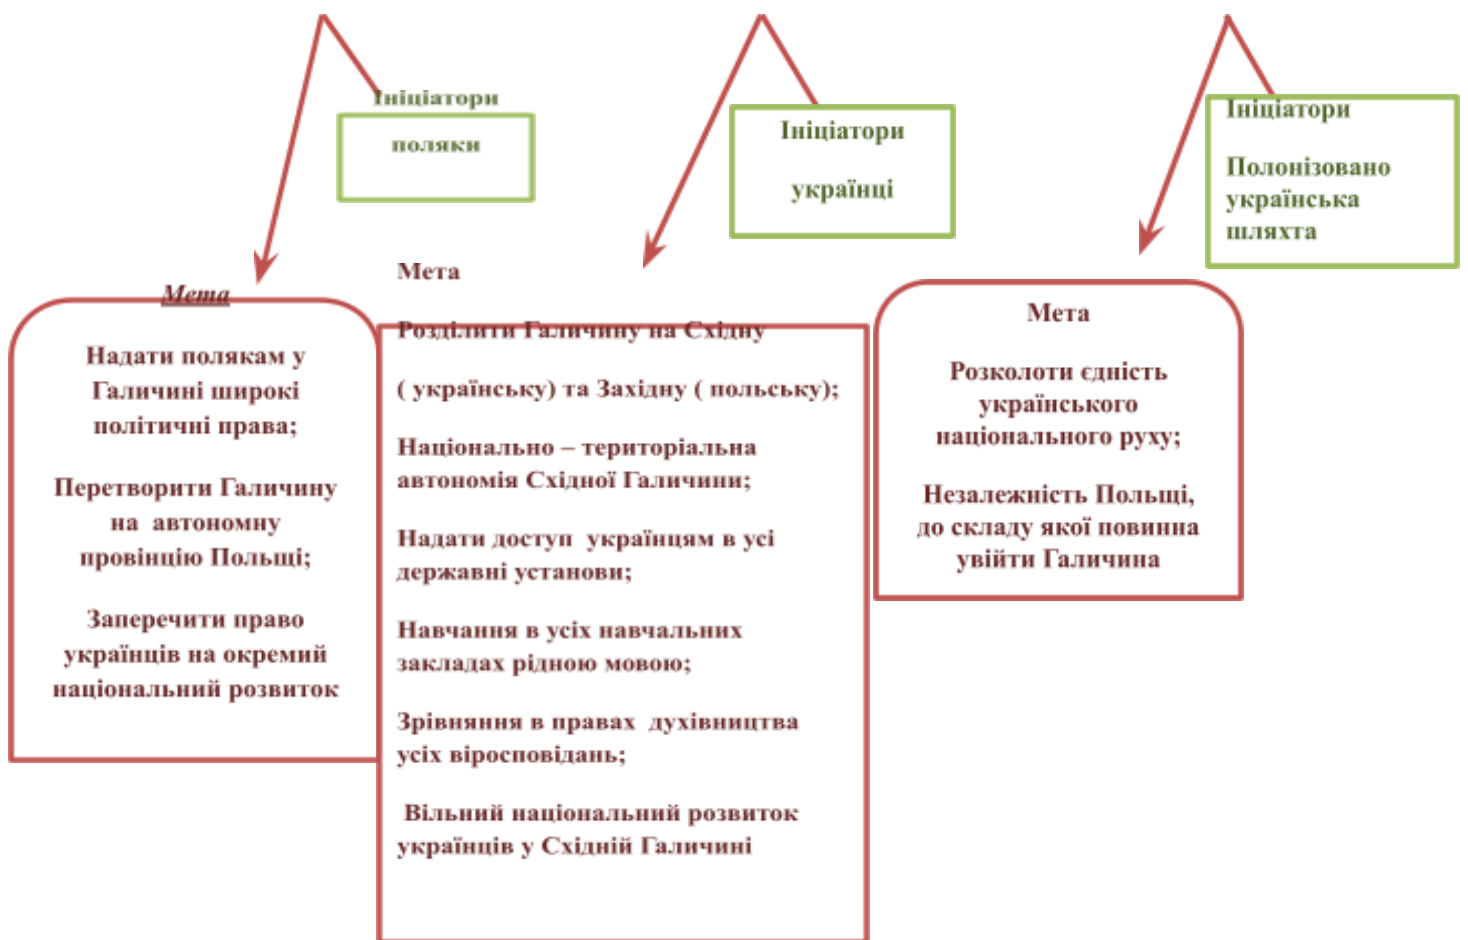 Ініціатори
поляки
Мета
Надати полякам у
Галичині широкі
політичні права;
Перетворити Галичину
на автономну
провінцію Польщі;
Заперечити право
українців на окремий
національний розвиток
Ініціатори
українці
Мета
Розділити Галичину на Східну
( українську) та Західну ( польську);
Національно – територіальна
автономія Східної Галичини;
Надати доступ українцям в усі
державні установи;
Навчання в усіх навчальних
закладах рідною мовою;
Зрівняння в правах духівництва
усіх віросповідань;
Вільний національний розвиток
українців у Східній Галичині
Ініціатори
Полонізовано
українська
шляхта
Мета
Розколоти єдність
українського
національного руху;
Незалежність Польщі,
до складу якої повинна
увійти Галичина